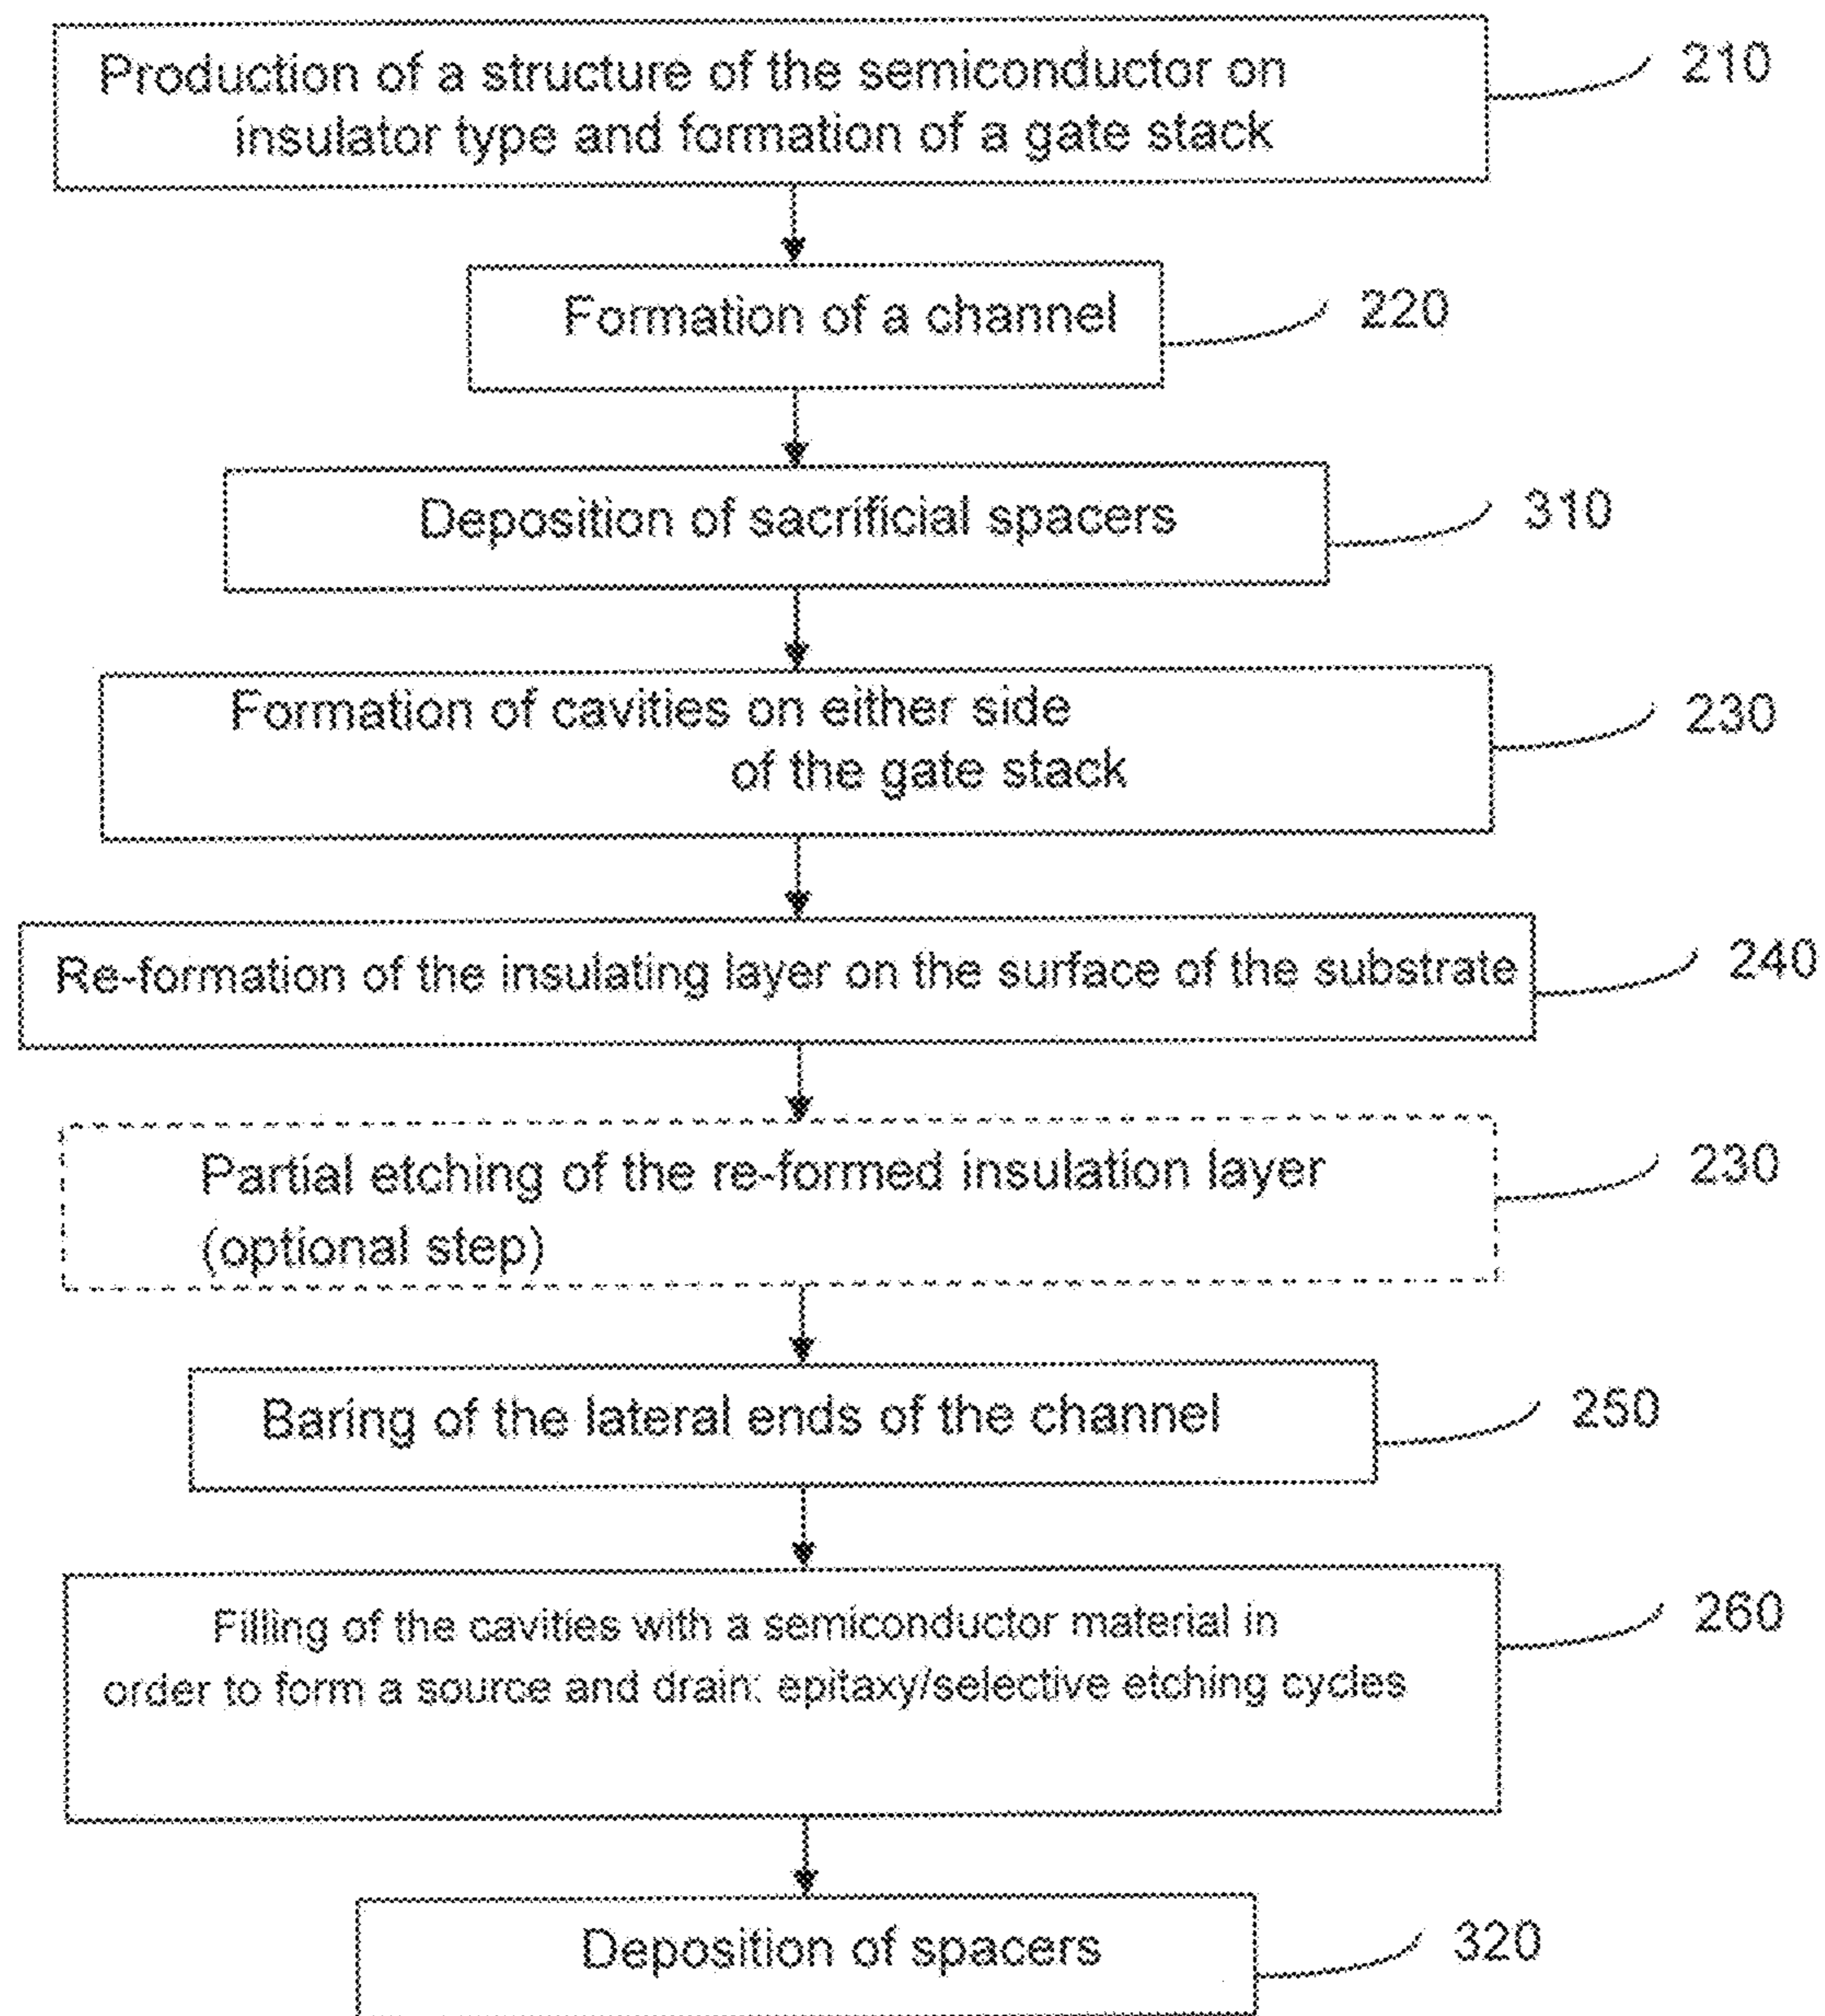 Production of a structure of the semiconductor on
insulator type and formation of a gate stack
210
Formation of a channel
220
Deposition of sacrificial spacers
310
Formation of cavities on either side
of the gate stack
230
Re-formation of the insulating layer on the surface of the substrate
240
Partial etching of the re-formed insulation layer
(optional step)
230
Baring of the lateral ends of the channel
250
Filling of the cavities with a semiconductor material in
order to form a source and drain: epitaxy/selective etching cycles
260
Deposition of spacers
320